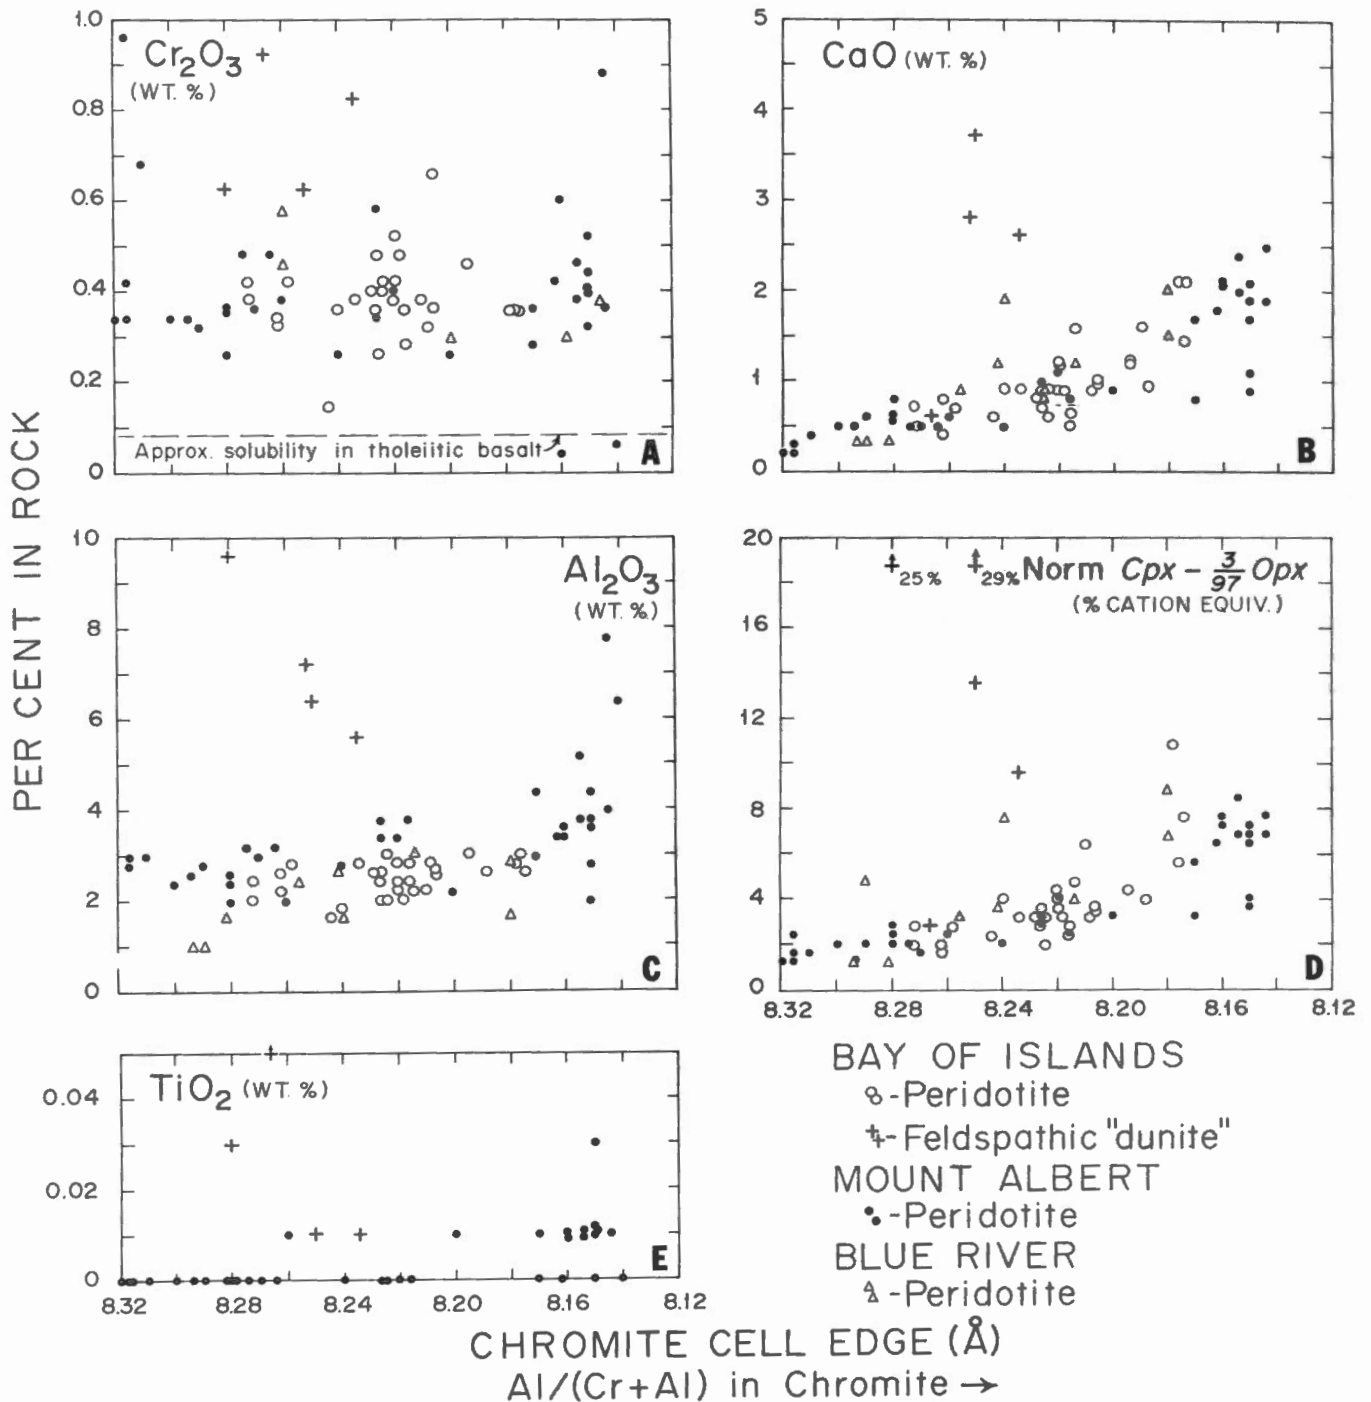 PER CENT IN ROCK
1.0
0.8
0.6
0.4
0.2
0
Cr2O3
(WT. %)
Approx. solubility in tholeiitic basalt
A
5
4
3
2
1
0
CaO (WT. %)
B
10
8
6
4
2
0
Al2O3
(WT. %)
C
20
16
12
8
4
0
25%
29%
Norm Cpx - 3/97 Opx
(% CATION EQUIV.)
D
8.32 8.28 8.24 8.20 8.16 8.12
0.04
0.02
0
TiO2 (WT. %)
E
8.32 8.28 8.24 8.20 8.16 8.12
BAY OF ISLANDS
-Peridotite
-Feldspathic "dunite"
MOUNT ALBERT
-Peridotite
BLUE RIVER
-Peridotite
CHROMITE CELL EDGE (Å)
Al/(Cr+Al) in Chromite →